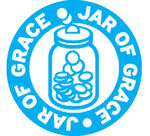 JAR OF GRACE • JAR OF GRACE •